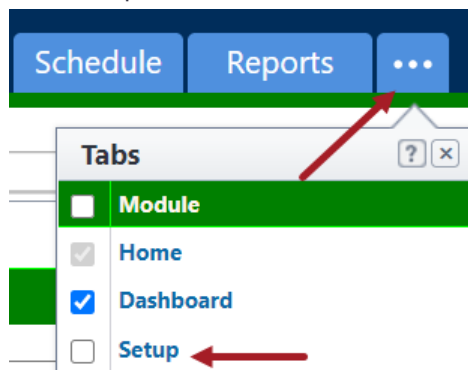 Schedule Reports ...
Tabs ? x
Module
Home
Dashboard
Setup